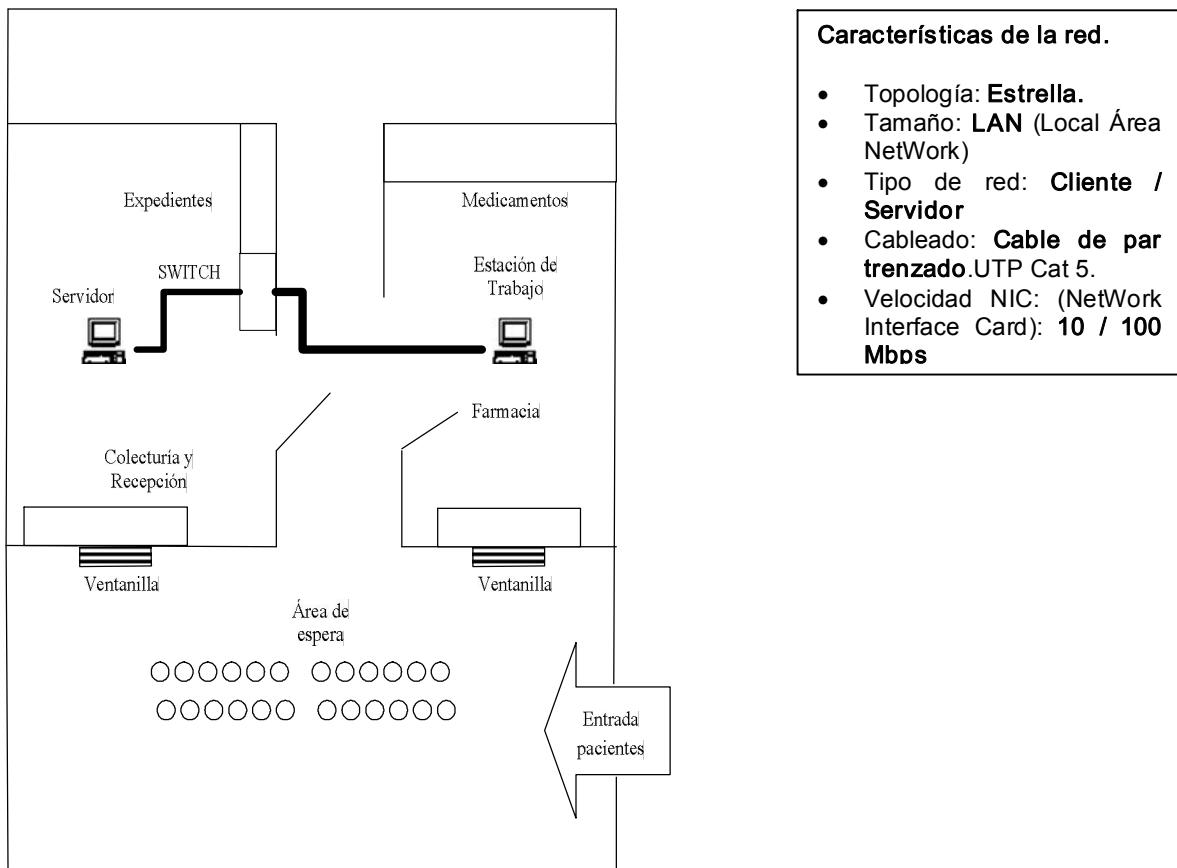 Expedientes
Medicamentos
SWITCH
Estación de
Trabajo
Servidor
Farmacia
Colecturía y
Recepción
Ventanilla
Ventanilla
Área de
espera
Entrada
pacientes
Características de la red.
• Topología: Estrella.
• Tamaño: LAN (Local Área
NetWork)
• Tipo de red: Cliente /
Servidor
• Cableado: Cable de par
trenzado.UTP Cat 5.
• Velocidad NIC: (NetWork
Interface Card): 10 / 100
Mbps